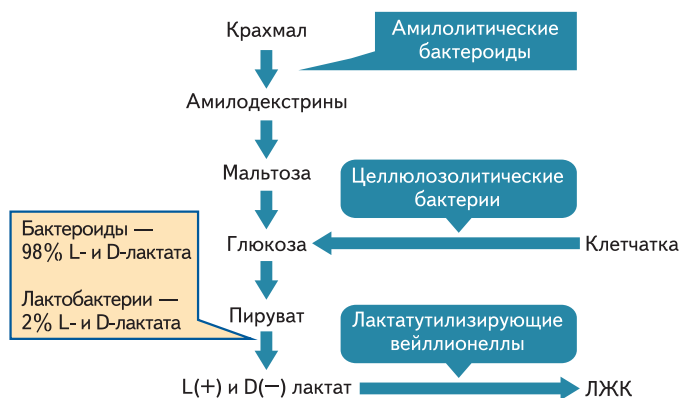 Крахмал
Амилолитические
бактероиды
Амилодекстрины
Мальтоза
Целлюлозолитические
бактерии
Бактероиды —
98% L- и D-лактата
Лактобактерии —
2% L- и D-лактата
Глюкоза
Клетчатка
Пируват
Лактатутилизирующие
вейллионеллы
L(+) и D(—) лактат
ЛЖК